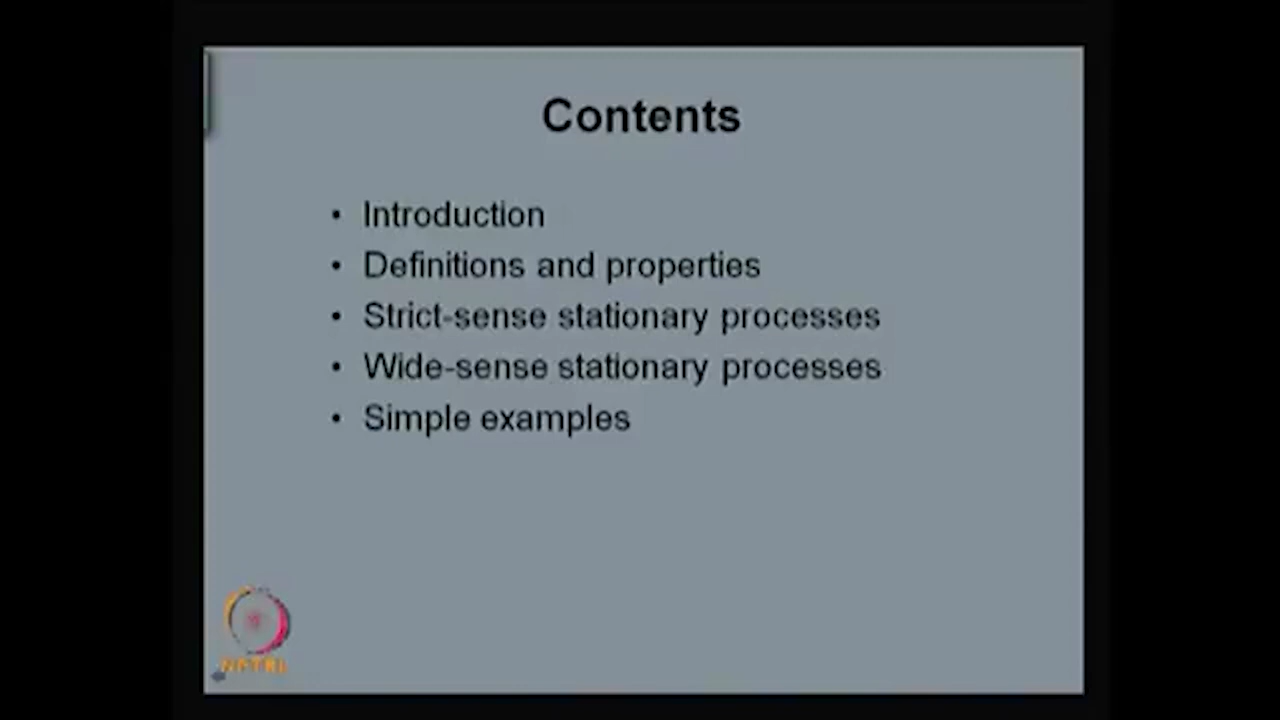 Contents
• Introduction
• Definitions and properties
• Strict-sense stationary processes
• Wide-sense stationary processes
• Simple examples
NPTEL